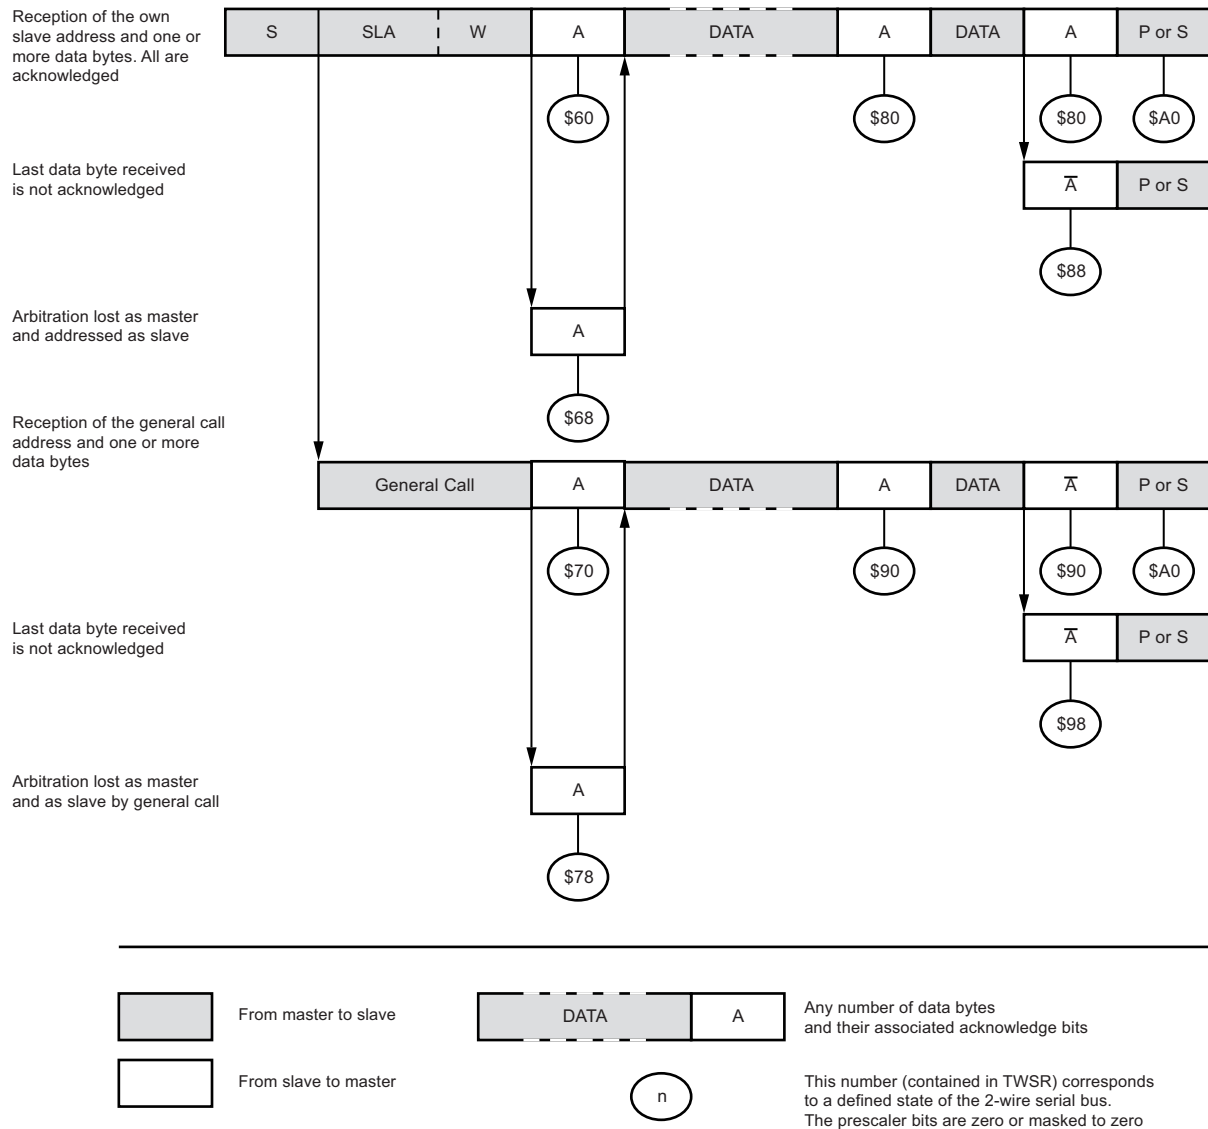 Reception of the own
slave address and one or
more data bytes. All are
acknowledged
S SLA W A DATA A DATA A P or S
$60 $80 $80 $A0
Last data byte received
is not acknowledged
A̅ P or S
$88
Arbitration lost as master
and addressed as slave
A
$68
Reception of the general call
address and one or more
data bytes
General Call A DATA A DATA A̅ P or S
$70 $90 $90 $A0
Last data byte received
is not acknowledged
A̅ P or S
$98
Arbitration lost as master
and as slave by general call
A
$78
From master to slave
DATA A
Any number of data bytes
and their associated acknowledge bits
From slave to master
n
This number (contained in TWSR) corresponds
to a defined state of the 2-wire serial bus.
The prescaler bits are zero or masked to zero